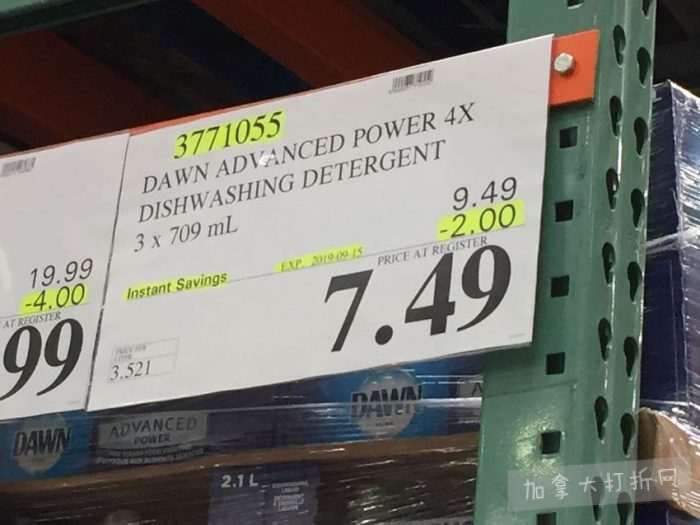 3771055
DAWN ADVANCED POWER 4X
DISHWASHING DETERGENT
3 x 709 mL
9.49
-2.00
EXP. 2019-09-15
PRICE AT REGISTER
Instant Savings
7.49
3.521
19.99
-4.00
AT REGISTER
99
DAWN
ADVANCED
POWER
DAWN
ULTRA
2.1 L
加拿大打折网